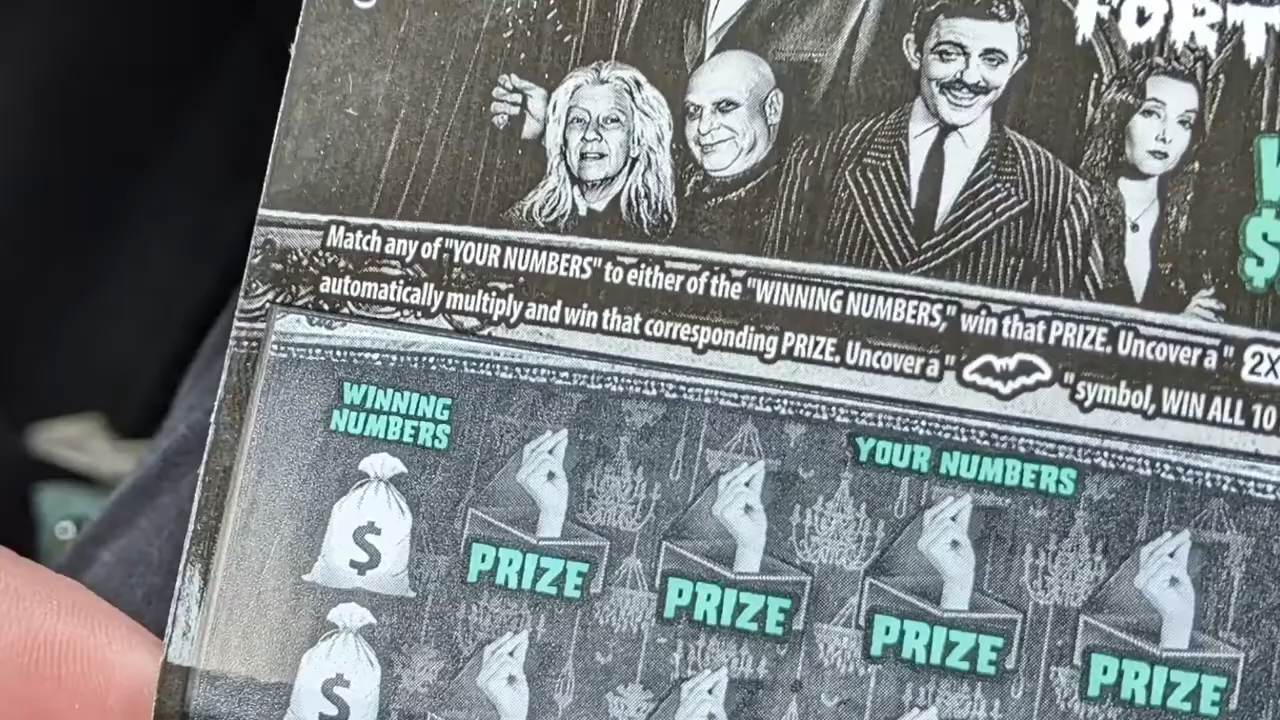 FORT
$
Match any of "YOUR NUMBERS" to either of the "WINNING NUMBERS," win that PRIZE. Uncover a " 2X
automatically multiply and win that corresponding PRIZE. Uncover a " " symbol, WIN ALL 10
WINNING
NUMBERS
YOUR NUMBERS
$
PRIZE
PRIZE
PRIZE
PRIZE
$